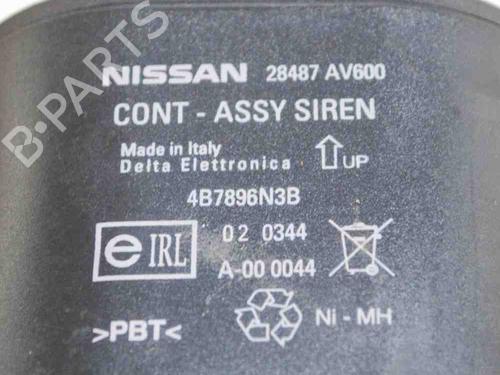 NISSAN 28487 AV600
CONT - ASSY SIREN
Made in Italy
Delta Elettronica UP
4B7896N3B
e IRL 02 0344
A-00 0044
>PBT< Ni - MH
B-PARTS